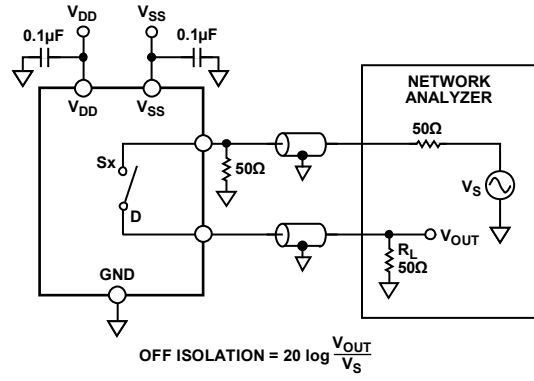 VDD
VSS
0.1µF
0.1µF
VDD
VSS
NETWORK
ANALYZER
50Ω
Sx
50Ω
VS
D
VOUT
RL
50Ω
GND
OFF ISOLATION = 20 log VOUT/VS